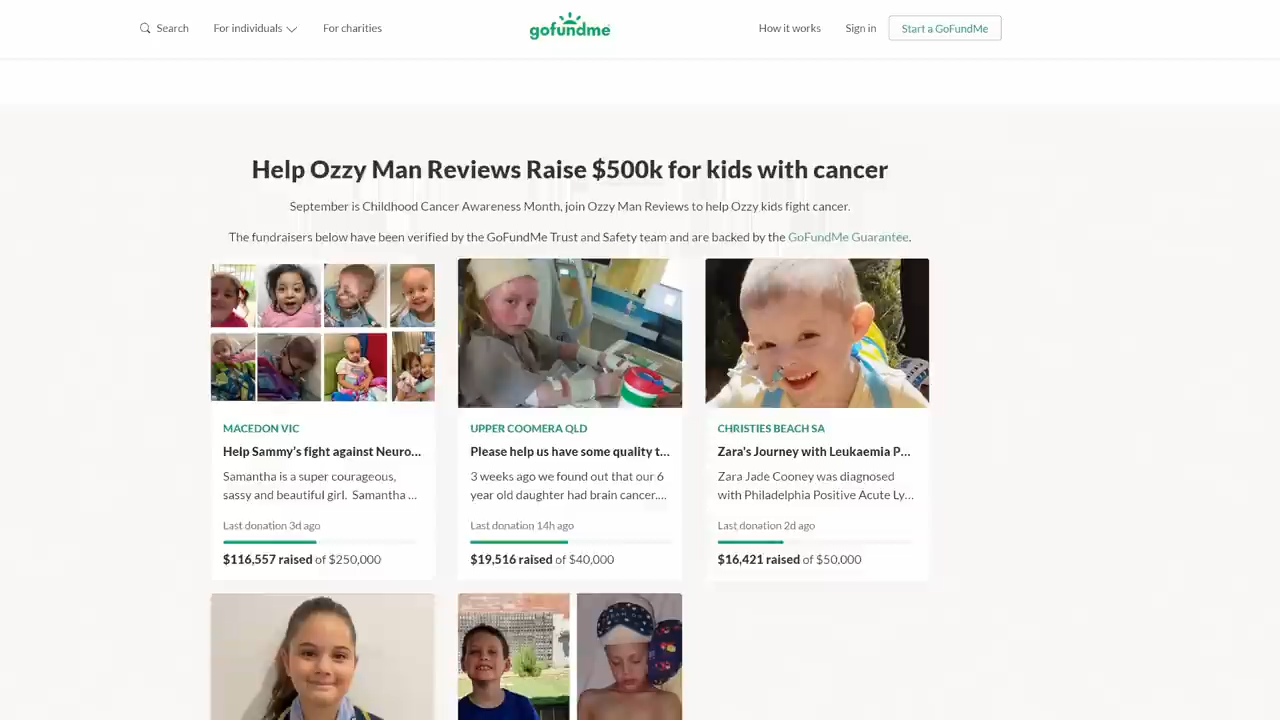 Search
For individuals
For charities
gofundme
How it works
Sign in
Start a GoFundMe
Help Ozzy Man Reviews Raise $500k for kids with cancer
September is Childhood Cancer Awareness Month, join Ozzy Man Reviews to help Ozzy kids fight cancer.
The fundraisers below have been verified by the GoFundMe Trust and Safety team and are backed by the GoFundMe Guarantee.
MACEDON VIC
Help Sammy's fight against Neuro...
Samantha is a super courageous,
sassy and beautiful girl. Samantha ...
Last donation 3d ago
$116,557 raised of $250,000
UPPER COOMERA QLD
Please help us have some quality t...
3 weeks ago we found out that our 6
year old daughter had brain cancer....
Last donation 14h ago
$19,516 raised of $40,000
CHRISTIES BEACH SA
Zara's Journey with Leukaemia P...
Zara Jade Cooney was diagnosed
with Philadelphia Positive Acute Ly...
Last donation 2d ago
$16,421 raised of $50,000